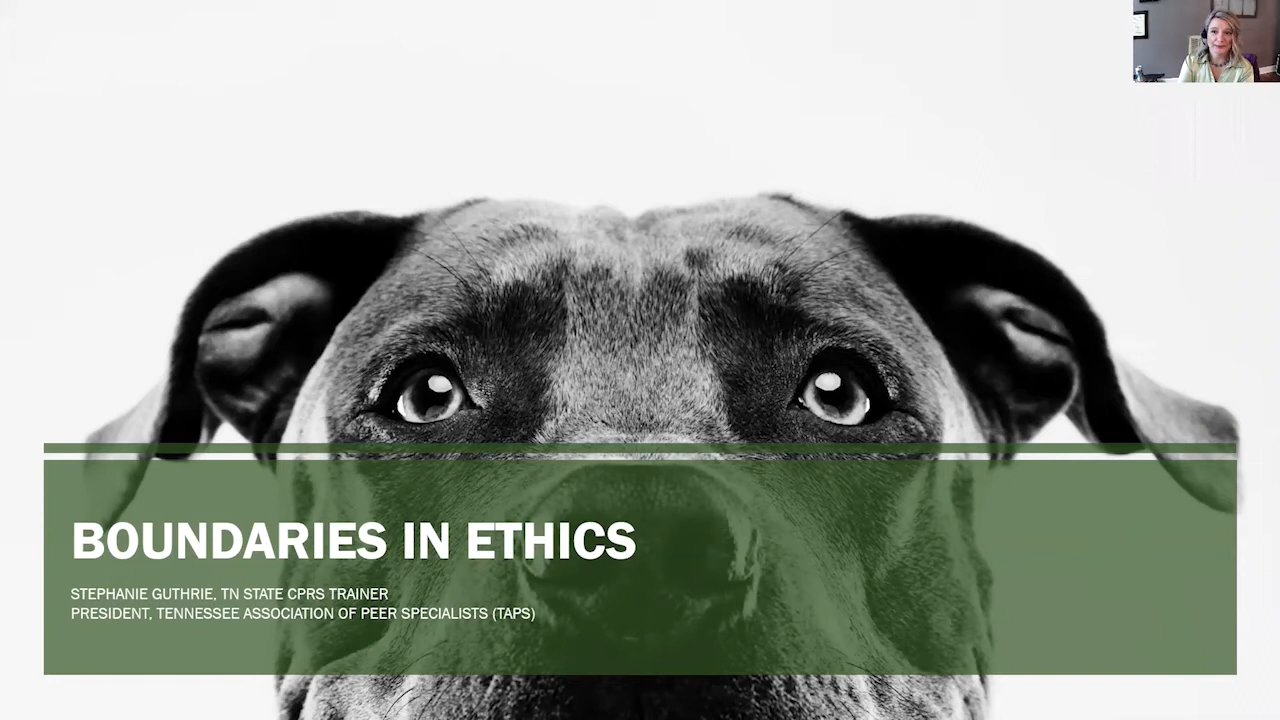 BOUNDARIES IN ETHICS
STEPHANIE GUTHRIE, TN STATE CPRS TRAINER
PRESIDENT, TENNESSEE ASSOCIATION OF PEER SPECIALISTS (TAPS)